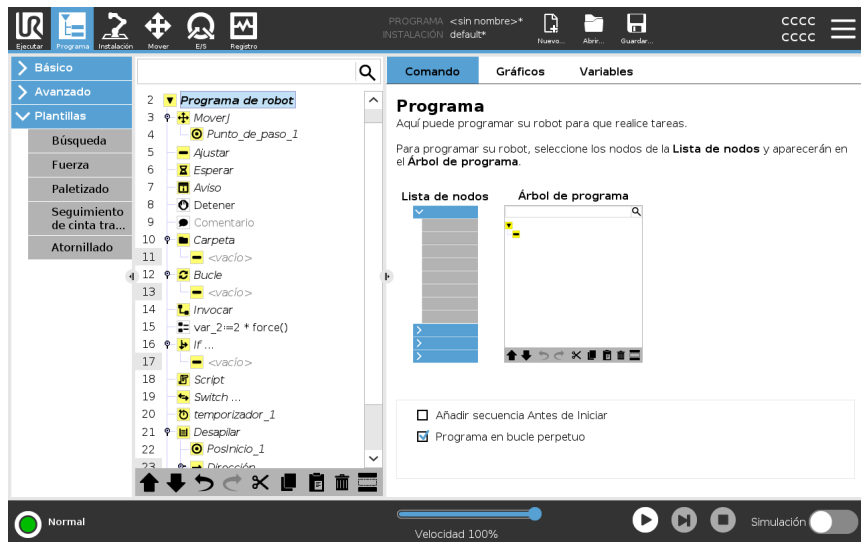 PROGRAMA <sin nombre>*
INSTALACIÓN default*
CCCC
CCCC
UR
Ejecutar
Programa
Instalación
Mover
E/S
Registro
Nuevo...
Abrir...
Guardar...
Básico
Avanzado
Plantillas
Búsqueda
Fuerza
Paletizado
Seguimiento
de cinta tra...
Atornillado
2 Programa de robot
3 MoverJ
4 Punto_de_paso_1
5 Ajustar
6 Esperar
7 Aviso
8 Detener
9 Comentario
10 Carpeta
11 <vacío>
12 Bucle
13 <vacío>
14 Invocar
15 var_2:=2 * force()
16 If ...
17 <vacío>
18 Script
19 Switch ...
20 temporizador_1
21 Desapilar
22 PosInicio_1
23 Dirección
Comando Gráficos Variables
Programa
Aquí puede programar su robot para que realice tareas.
Para programar su robot, seleccione los nodos de la Lista de nodos y aparecerán en
el Árbol de programa.
Lista de nodos Árbol de programa
Añadir secuencia Antes de Iniciar
Programa en bucle perpetuo
Normal
Velocidad 100%
Simulación